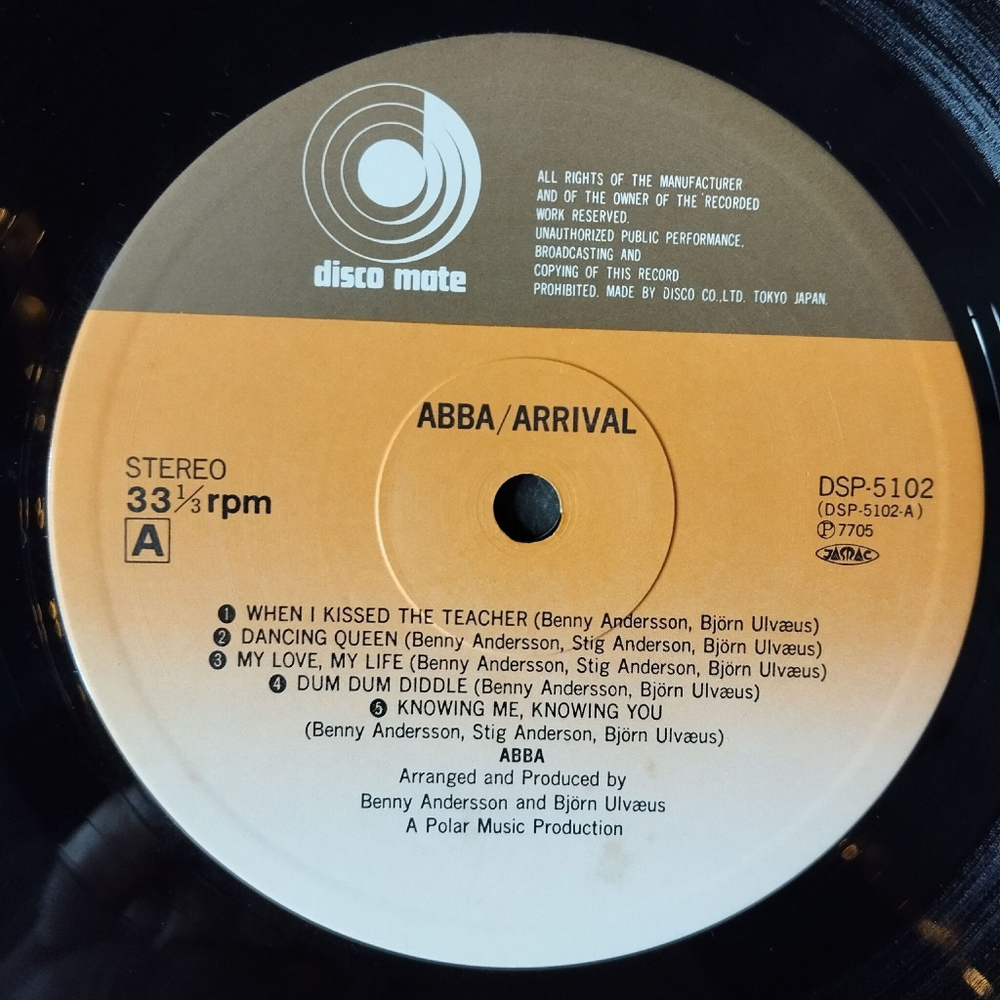 disco mate
ALL RIGHTS OF THE MANUFACTURER
AND OF THE OWNER OF THE RECORDED
WORK RESERVED.
UNAUTHORIZED PUBLIC PERFORMANCE,
BROADCASTING AND
COPYING OF THIS RECORD
PROHIBITED. MADE BY DISCO CO.,LTD. TOKYO JAPAN.
ABBA/ARRIVAL
STEREO
33 1/3 rpm
A
DSP-5102
(DSP-5102-A)
Ⓟ7705
JASRAC
❶ WHEN I KISSED THE TEACHER (Benny Andersson, Björn Ulvæus)
❷ DANCING QUEEN (Benny Andersson, Stig Anderson, Björn Ulvæus)
❸ MY LOVE, MY LIFE (Benny Andersson, Stig Anderson, Björn Ulvæus)
❹ DUM DUM DIDDLE (Benny Andersson, Björn Ulvæus)
❺ KNOWING ME, KNOWING YOU
(Benny Andersson, Stig Anderson, Björn Ulvæus)
ABBA
Arranged and Produced by
Benny Andersson and Björn Ulvæus
A Polar Music Production